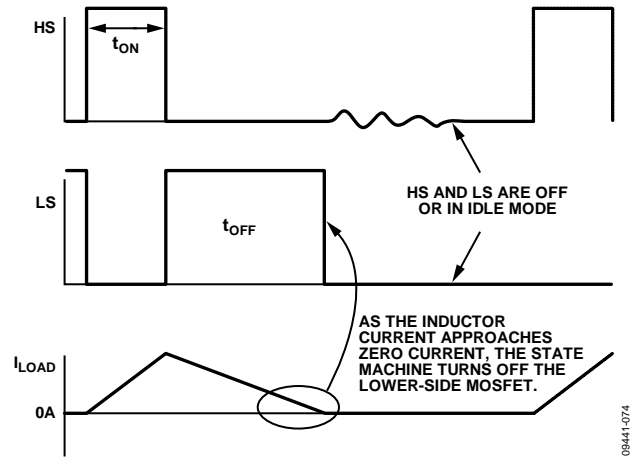 HS
tON
HS AND LS ARE OFF
OR IN IDLE MODE
LS
tOFF
AS THE INDUCTOR
CURRENT APPROACHES
ZERO CURRENT, THE STATE
MACHINE TURNS OFF THE
LOWER-SIDE MOSFET.
ILOAD
0A
09441-074